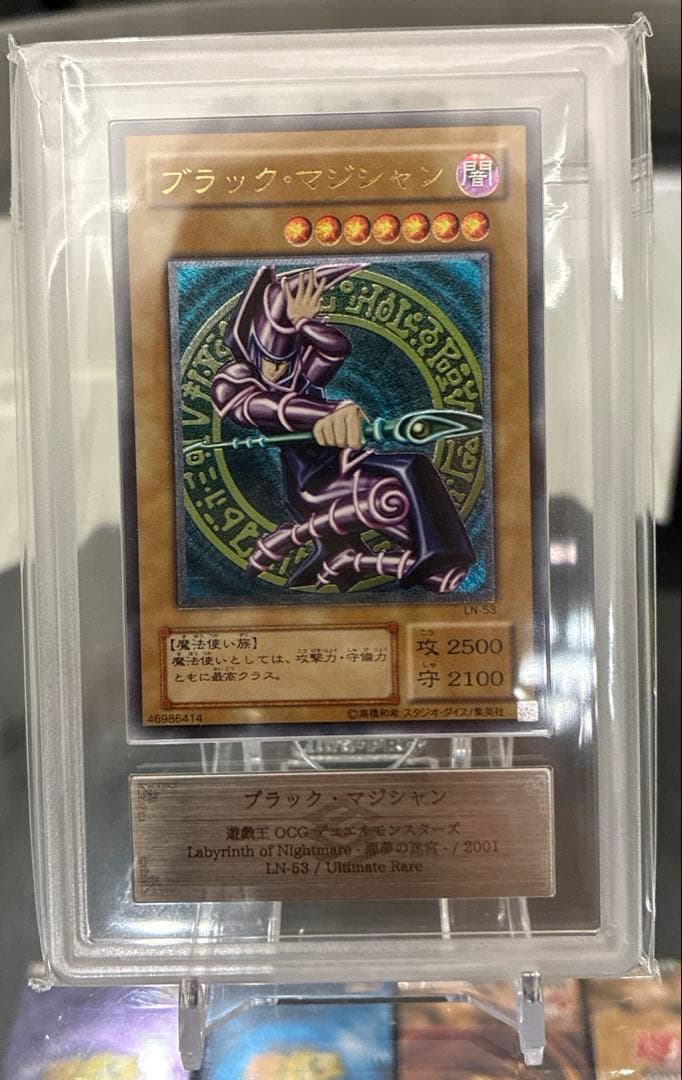 ブラック・マジシャン
闇
LN-53
【魔法使い族】
魔法使いとしては、攻撃力・守備力
ともに最高クラス。
攻 2500
守 2100
46986414
©高橋和希 スタジオ・ダイス/集英社
ブラック・マジシャン
遊戯王 OCG デュエルモンスターズ
Labyrinth of Nightmare - 悪夢の迷宮 - / 2001
LN-53 / Ultimate Rare